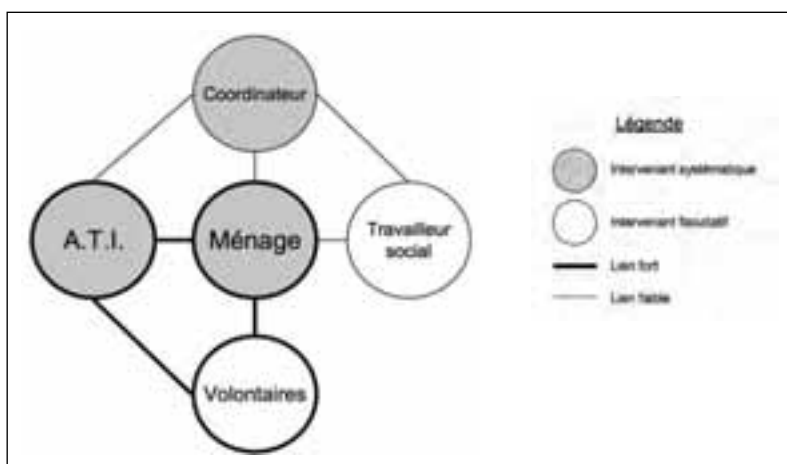 Coordinateur
A.T.I.
Ménage
Travailleur
social
Volontaires
Légende
Intervenant systématique
Intervenant facultatif
Lien fort
Lien faible